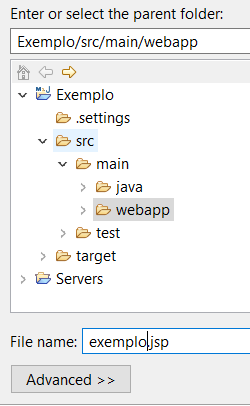 Enter or select the parent folder:
Exemplo/src/main/webapp
Exemplo
.settings
src
main
java
webapp
test
target
Servers
File name: exemplo.jsp
Advanced >>